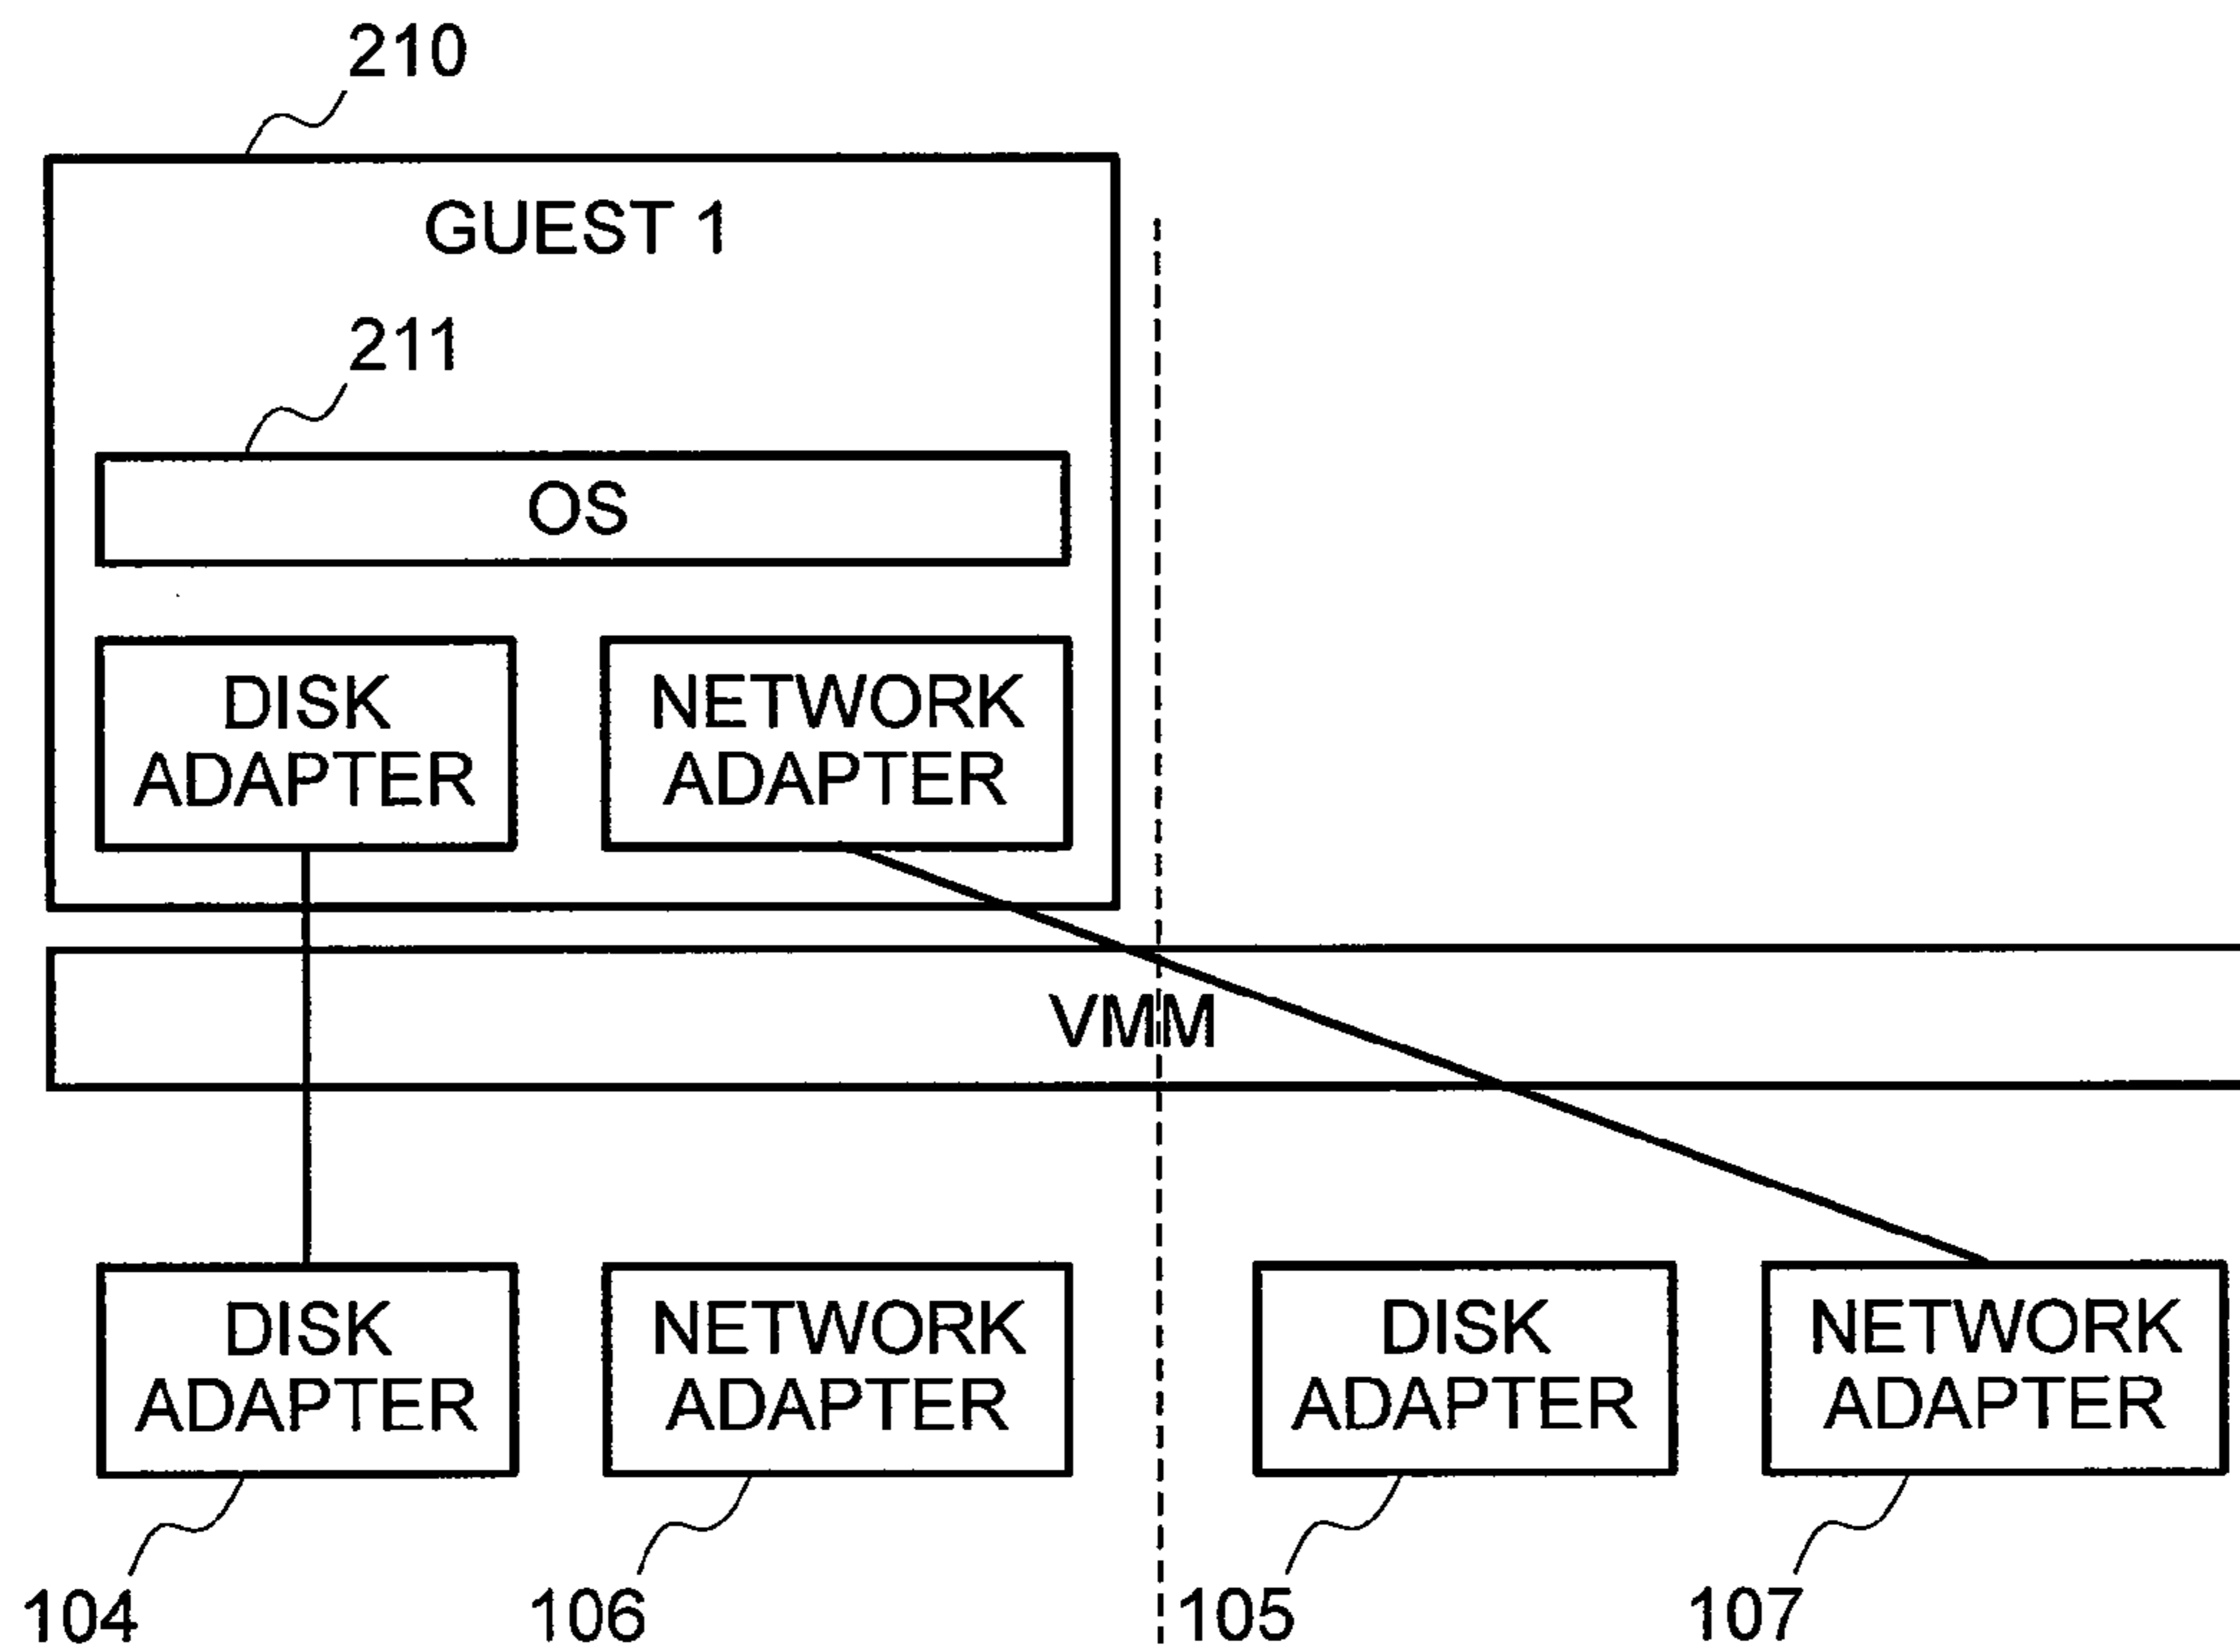 210
GUEST 1
211
OS
DISK
ADAPTER
NETWORK
ADAPTER
VMM
DISK
ADAPTER
NETWORK
ADAPTER
DISK
ADAPTER
NETWORK
ADAPTER
104
106
105
107